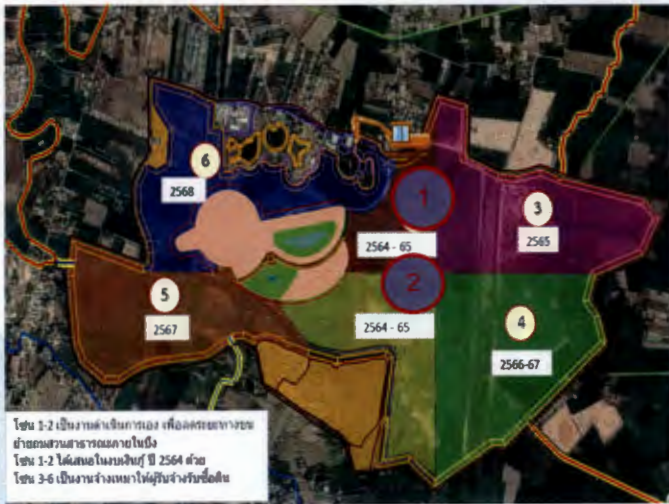 6
2568
1
3
2565
2564 - 65
2
5
2567
2564 - 65
4
2566-67
โซน 1-2 เป็นงานดำเนินการเอง เพื่อลดระยะทางขน
ย้ายถมสวนสาธารณะภายในบึง
โซน 1-2 ได้เสนอในงบเงินกู้ ปี 2564 ด้วย
โซน 3-6 เป็นงานจ้างเหมาให้ผู้รับจ้างรับซื้อดิน